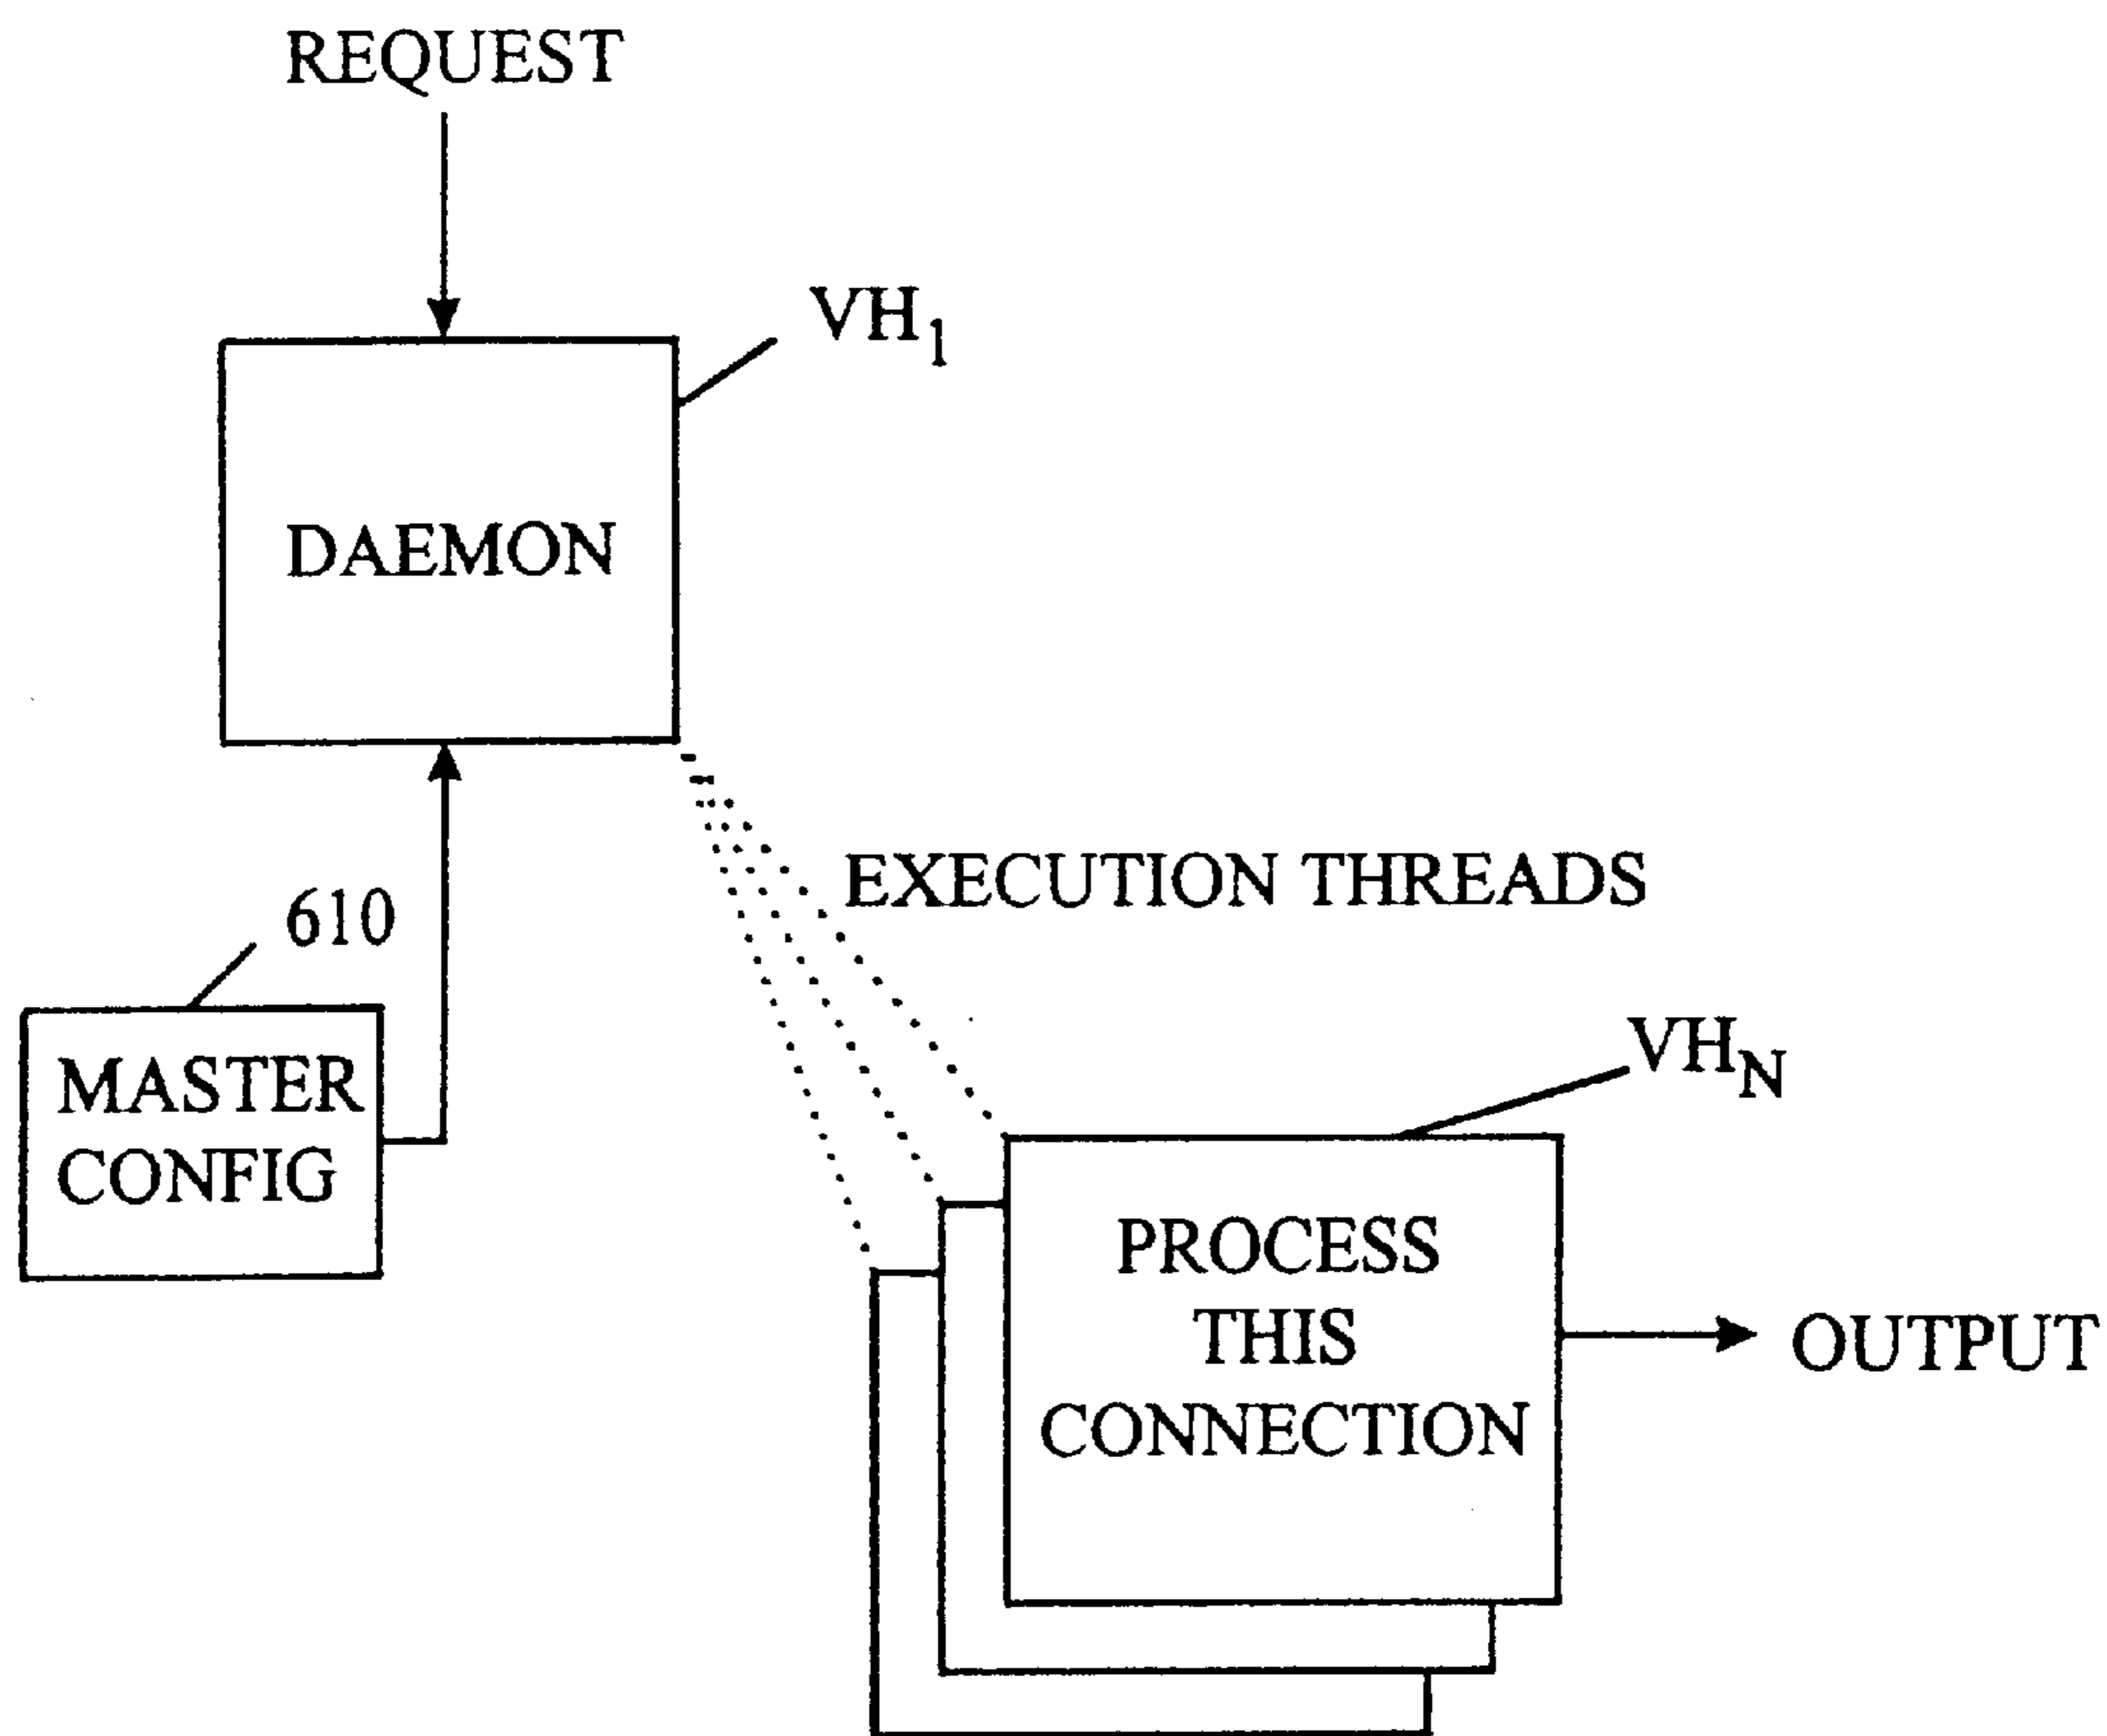 REQUEST
VH1
DAEMON
EXECUTION THREADS
610
MASTER
CONFIG
VHN
PROCESS
THIS
CONNECTION
OUTPUT